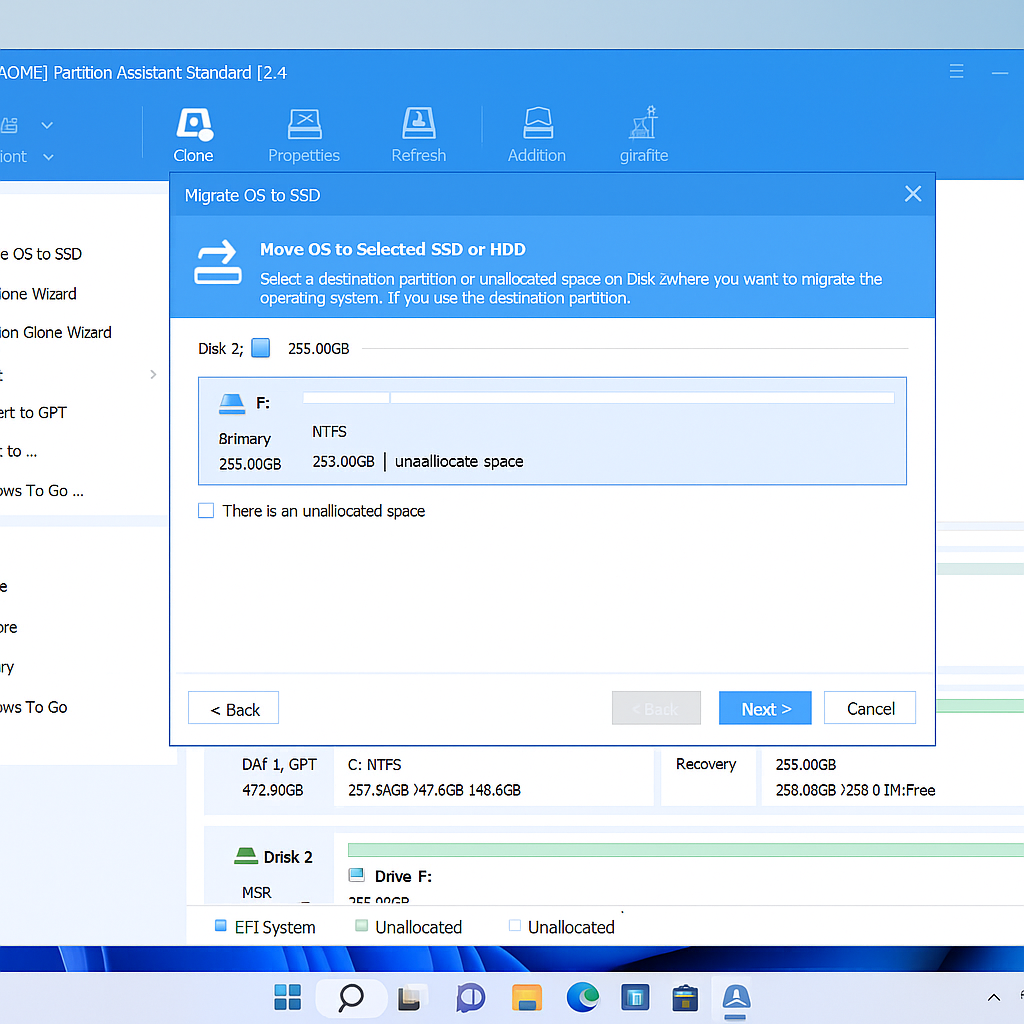 AOME] Partition Assistant Standard [2.4
iont
Clone
Propetties
Refresh
Addition
girafite
Migrate OS to SSD
Move OS to Selected SSD or HDD
Select a destination partition or unallocated space on Disk 2where you want to migrate the
operating system. If you use the destination partition.
e OS to SSD
ione Wizard
ion Glone Wizard
t
ert to GPT
t to ...
ows To Go ...
Disk 2;
255.00GB
F:
Brimary
NTFS
255.00GB
253.00GB | unaalliocate space
There is an unalliocated space
e
ore
ry
ows To Go
< Back
< Back
Next >
Cancel
DAf 1, GPT
C: NTFS
Recovery
255.00GB
472.90GB
257.SAGB )47.6GB 148.6GB
258.08GB )258 0 IM:Free
Drisk 2
Drive F:
MSR
255.00GB
EFI System
Unallocated
Unallocated